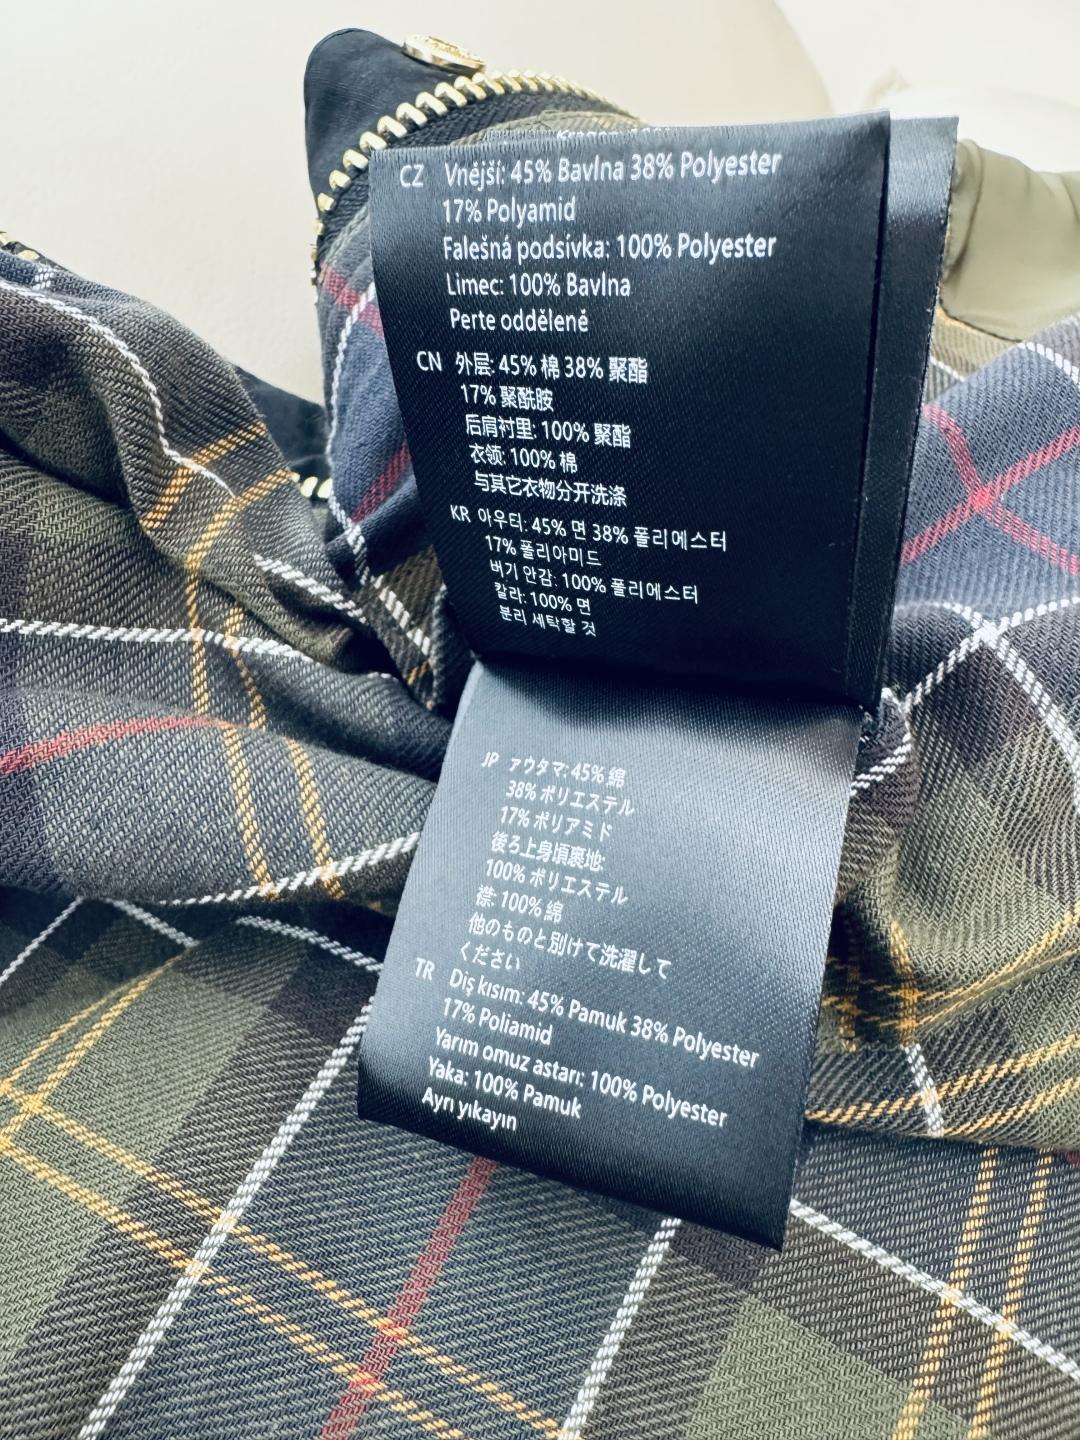 CZ Vnější: 45% Bavlna 38% Polyester
17% Polyamid
Falešná podsívka: 100% Polyester
Limec: 100% Bavlna
Perte odděleně
CN 外层: 45% 棉 38% 聚酯
17% 聚酰胺
后肩衬里: 100% 聚酯
衣领: 100% 棉
与其它衣物分开洗涤
KR 아우터: 45% 면 38% 폴리에스터
17% 폴리아미드
버기 안감: 100% 폴리에스터
칼라: 100% 면
분리 세탁할 것
JP ァウタマ: 45% 綿
38% ポリエステル
17% ポリアミド
後ろ上身頃裏地:
100% ポリエステル
襟: 100% 綿
他のものと別けて洗濯して
ください
TR Diş kısım: 45% Pamuk 38% Polyester
17% Poliamid
Yarım omuz astarı: 100% Polyester
Yaka: 100% Pamuk
Ayrı yıkayın